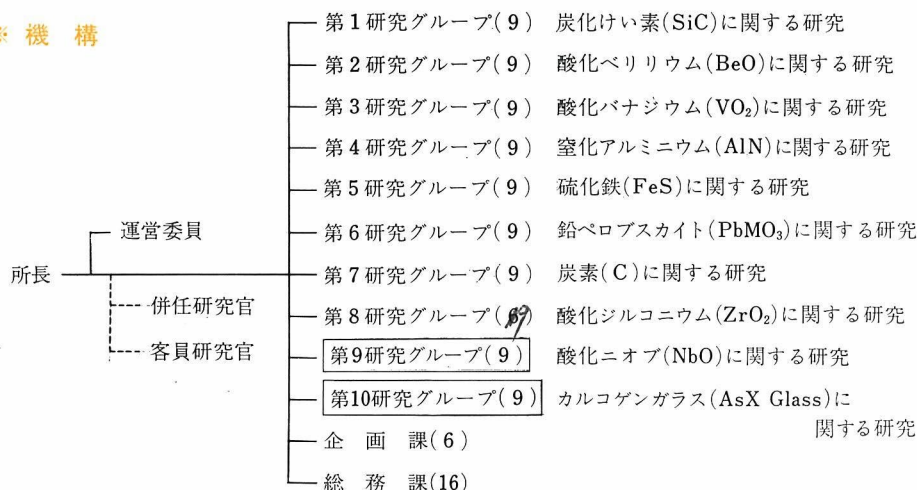 ※ 機 構
第1研究グループ(9) 炭化けい素(SiC)に関する研究
第2研究グループ(9) 酸化ベリリウム(BeO)に関する研究
第3研究グループ(9) 酸化バナジウム(VO₂)に関する研究
第4研究グループ(9) 窒化アルミニウム(AlN)に関する研究
第5研究グループ(9) 硫化鉄(FeS)に関する研究
運営委員
第6研究グループ(9) 鉛ペロブスカイト(PbMO₃)に関する研究
所長
第7研究グループ(9) 炭素(C)に関する研究
併任研究官
第8研究グループ( 9) 酸化ジルコニウム(ZrO₂)に関する研究
客員研究官
第9研究グループ(9) 酸化ニオブ(NbO)に関する研究
第10研究グループ(9) カルコゲンガラス(AsX Glass)に
関する研究
企 画 課(6)
総 務 課(16)